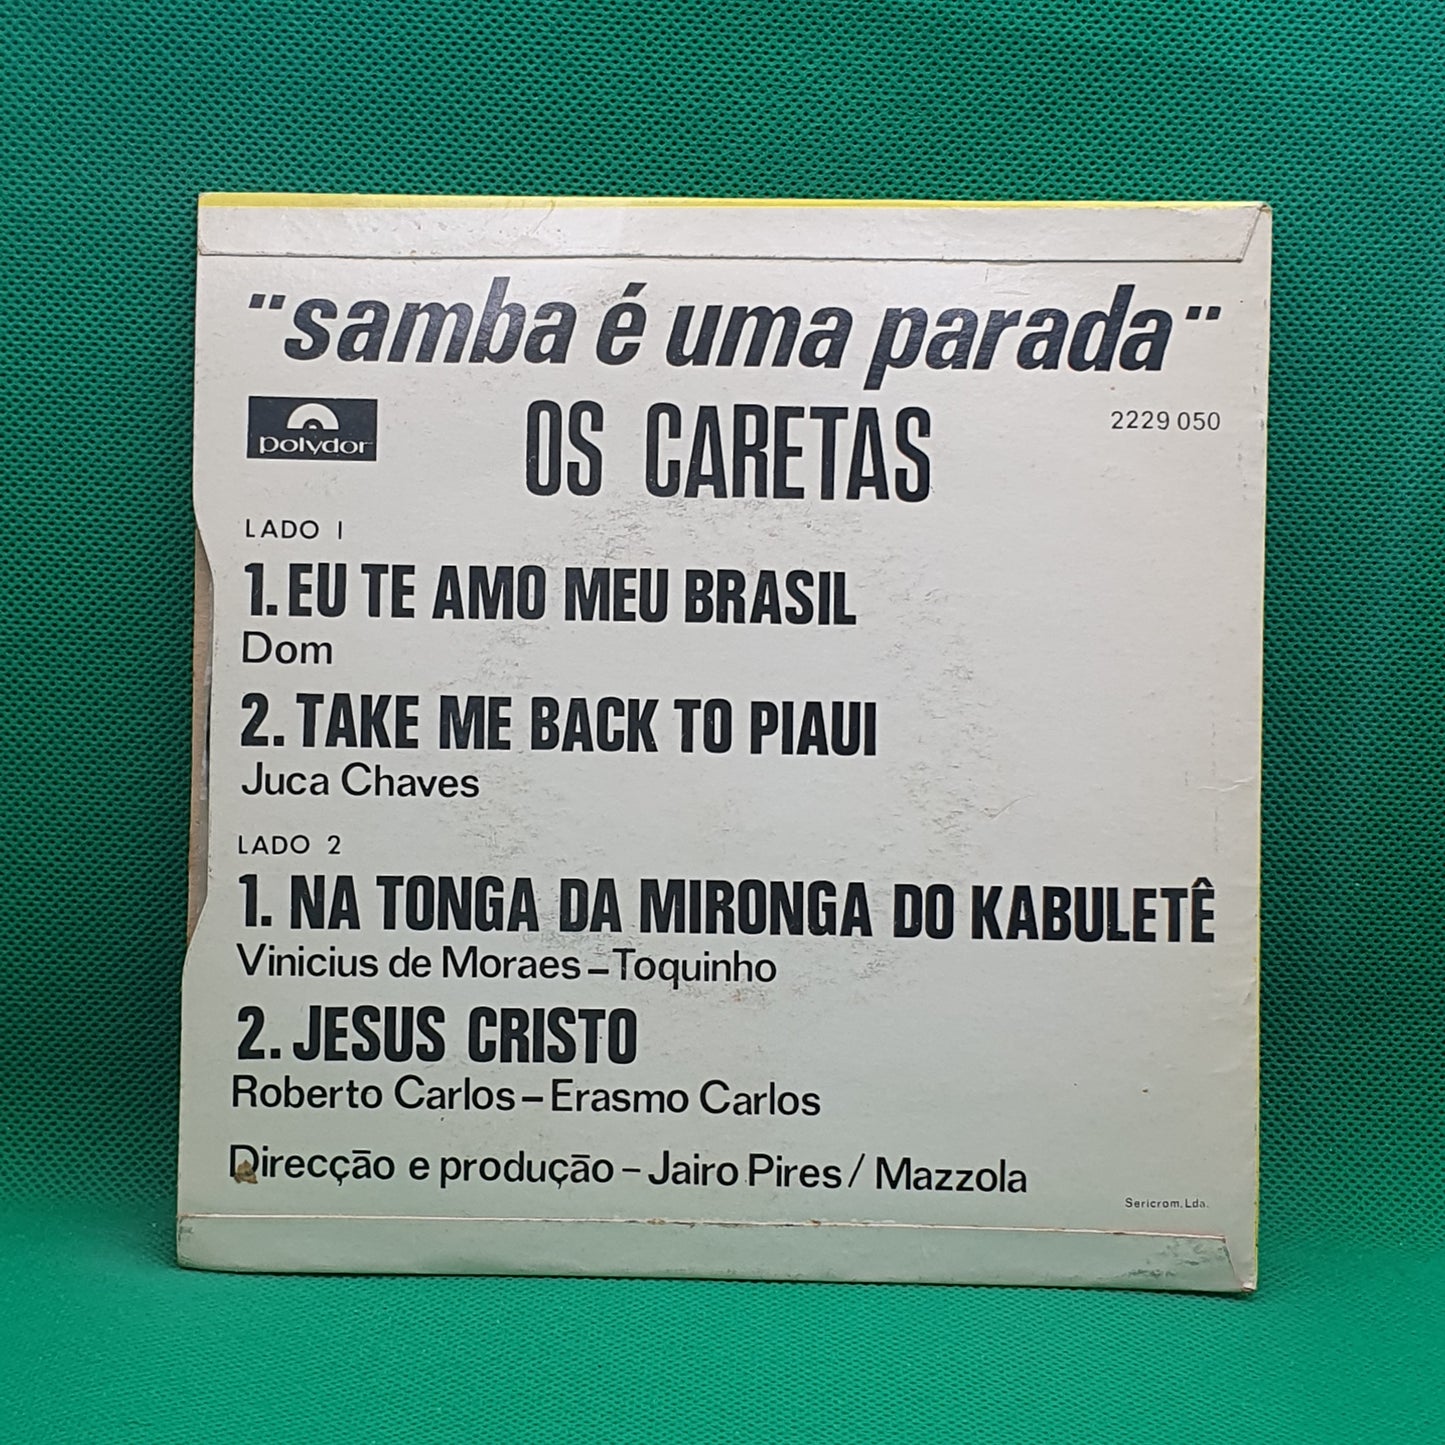 "samba é uma parada"
polydor
OS CARETAS
2229 050
LADO 1
1. EU TE AMO MEU BRASIL
Dom
2. TAKE ME BACK TO PIAUI
Juca Chaves
LADO 2
1. NA TONGA DA MIRONGA DO KABULETÊ
Vinicius de Moraes – Toquinho
2. JESUS CRISTO
Roberto Carlos – Erasmo Carlos
Direcção e produção – Jairo Pires / Mazzola
Sericrom, Lda.